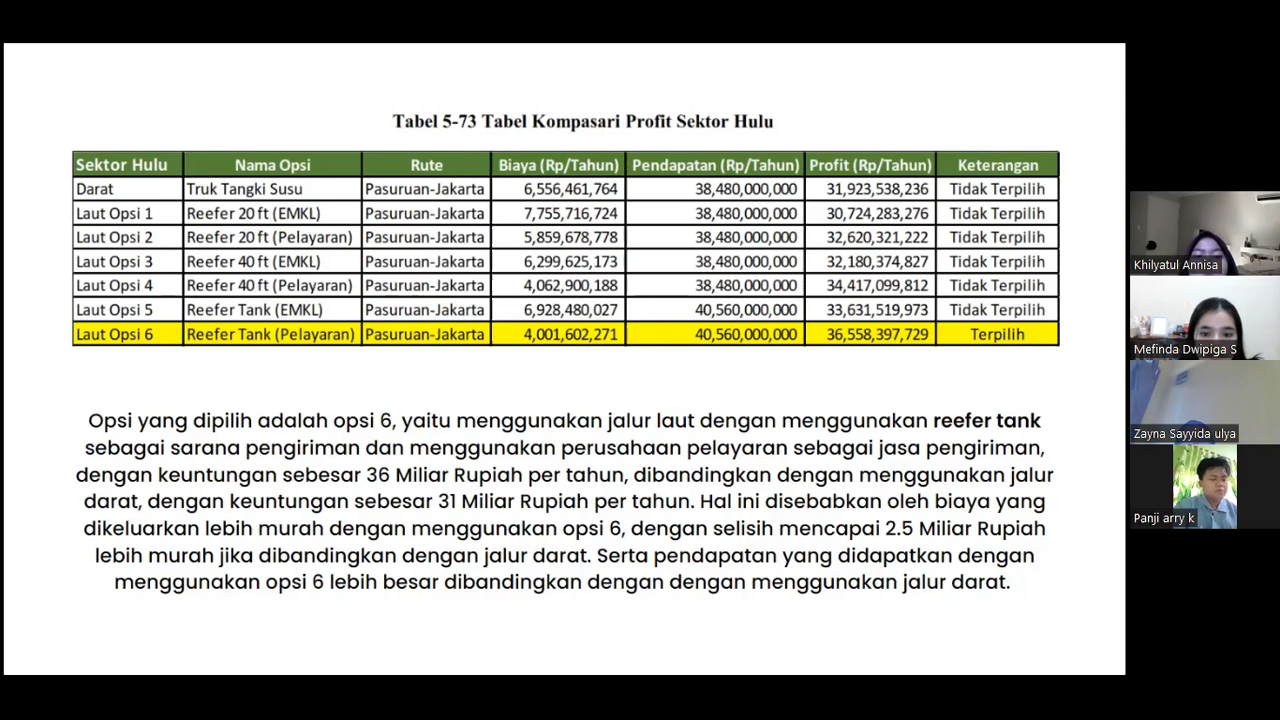 Tabel 5-73 Tabel Kompasari Profit Sektor Hulu
Sektor Hulu Nama Opsi Rute Biaya (Rp/Tahun) Pendapatan (Rp/Tahun) Profit (Rp/Tahun) Keterangan
Darat Truk Tangki Susu Pasuruan-Jakarta 6,556,461,764 38,480,000,000 31,923,538,236 Tidak Terpilih
Laut Opsi 1 Reefer 20 ft (EMKL) Pasuruan-Jakarta 7,755,716,724 38,480,000,000 30,724,283,276 Tidak Terpilih
Laut Opsi 2 Reefer 20 ft (Pelayaran) Pasuruan-Jakarta 5,859,678,778 38,480,000,000 32,620,321,222 Tidak Terpilih
Laut Opsi 3 Reefer 40 ft (EMKL) Pasuruan-Jakarta 6,299,625,173 38,480,000,000 32,180,374,827 Tidak Terpilih
Laut Opsi 4 Reefer 40 ft (Pelayaran) Pasuruan-Jakarta 4,062,900,188 38,480,000,000 34,417,099,812 Tidak Terpilih
Laut Opsi 5 Reefer Tank (EMKL) Pasuruan-Jakarta 6,928,480,027 40,560,000,000 33,631,519,973 Tidak Terpilih
Laut Opsi 6 Reefer Tank (Pelayaran) Pasuruan-Jakarta 4,001,602,271 40,560,000,000 36,558,397,729 Terpilih
Opsi yang dipilih adalah opsi 6, yaitu menggunakan jalur laut dengan menggunakan reefer tank
sebagai sarana pengiriman dan menggunakan perusahaan pelayaran sebagai jasa pengiriman,
dengan keuntungan sebesar 36 Miliar Rupiah per tahun, dibandingkan dengan menggunakan jalur
darat, dengan keuntungan sebesar 31 Miliar Rupiah per tahun. Hal ini disebabkan oleh biaya yang
dikeluarkan lebih murah dengan menggunakan opsi 6, dengan selisih mencapai 2.5 Miliar Rupiah
lebih murah jika dibandingkan dengan jalur darat. Serta pendapatan yang didapatkan dengan
menggunakan opsi 6 lebih besar dibandingkan dengan dengan menggunakan jalur darat.
Khilyatul Annisa
Mefinda Dwipiga S
Zayna Sayyida ulya
Panji arry k